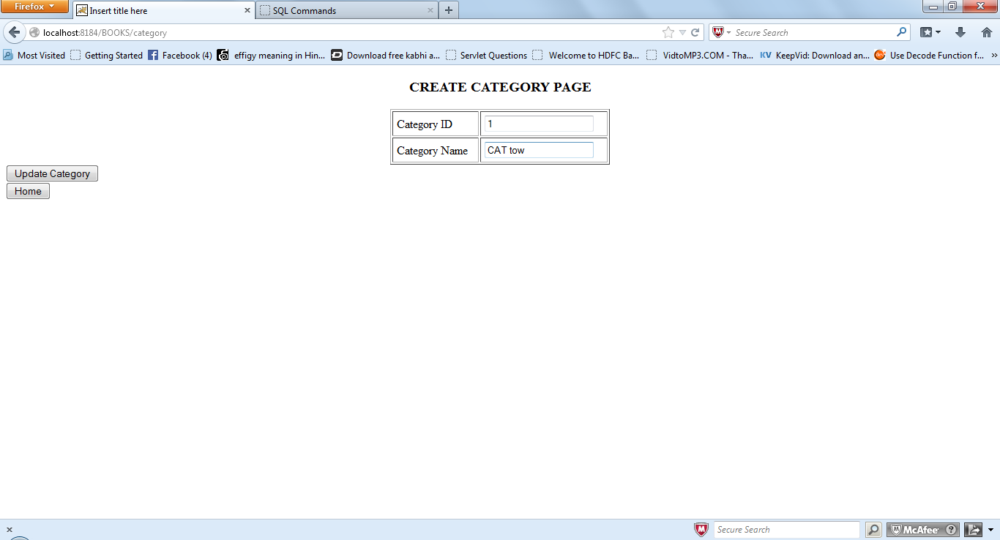 Firefox
Insert title here
SQL Commands
localhost:8184/BOOKS/category
Secure Search
Most Visited Getting Started Facebook (4) effigy meaning in Hin... Download free kabhi a... Servlet Questions Welcome to HDFC Ba... VidtoMP3.COM - Tha... KV KeepVid: Download an... Use Decode Function f... »
CREATE CATEGORY PAGE
Category ID 1
Category Name CAT tow
Update Category
Home
Secure Search McAfee ?